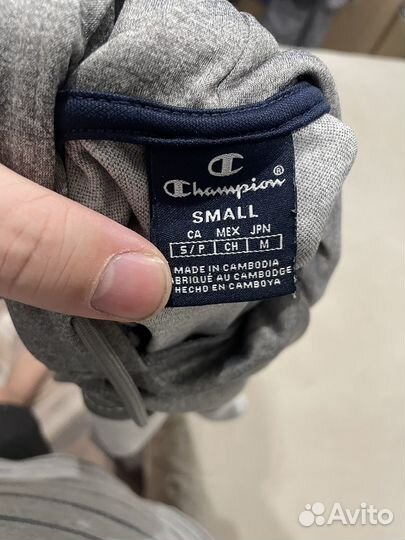 Champion®
SMALL
CA MEX JPN
S/P CH M
MADE IN CAMBODIA
FABRIQUÉ AU CAMBODGE
HECHO EN CAMBOYA
Avito